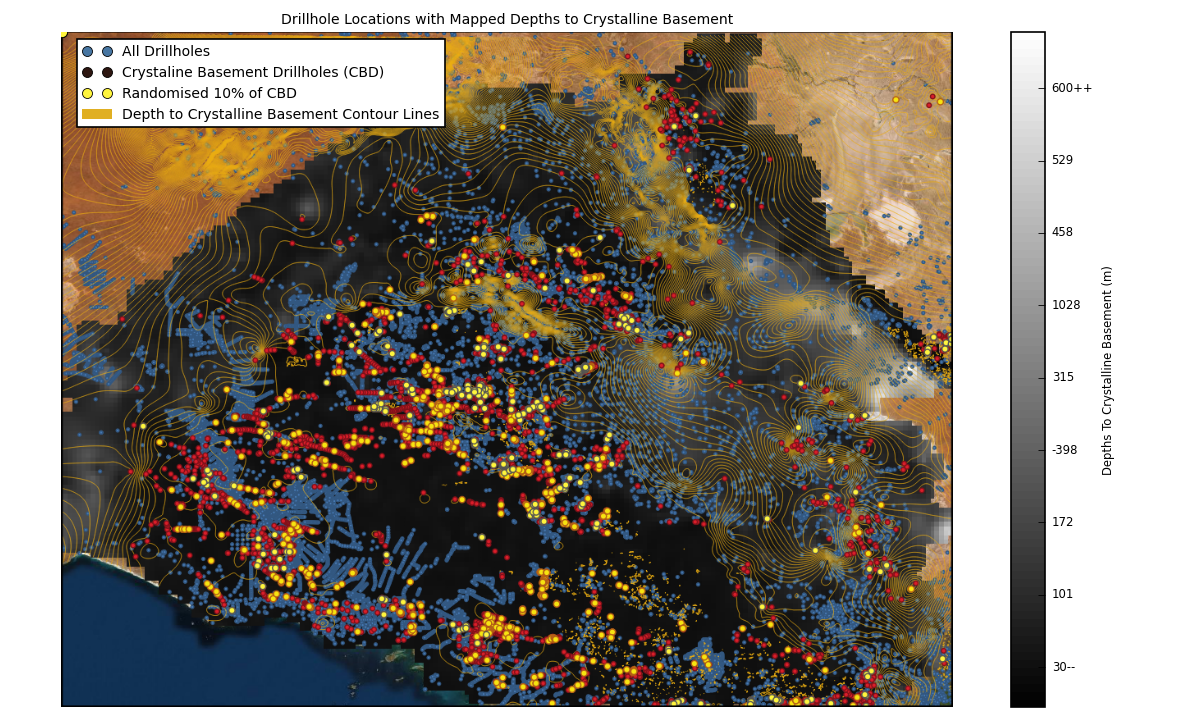 Drillhole Locations with Mapped Depths to Crystalline Basement
All Drillholes
Crystaline Basement Drillholes (CBD)
Randomised 10% of CBD
Depth to Crystalline Basement Contour Lines
600++
529
458
1028
315
-398
172
101
30--
Depths To Crystalline Basement (m)